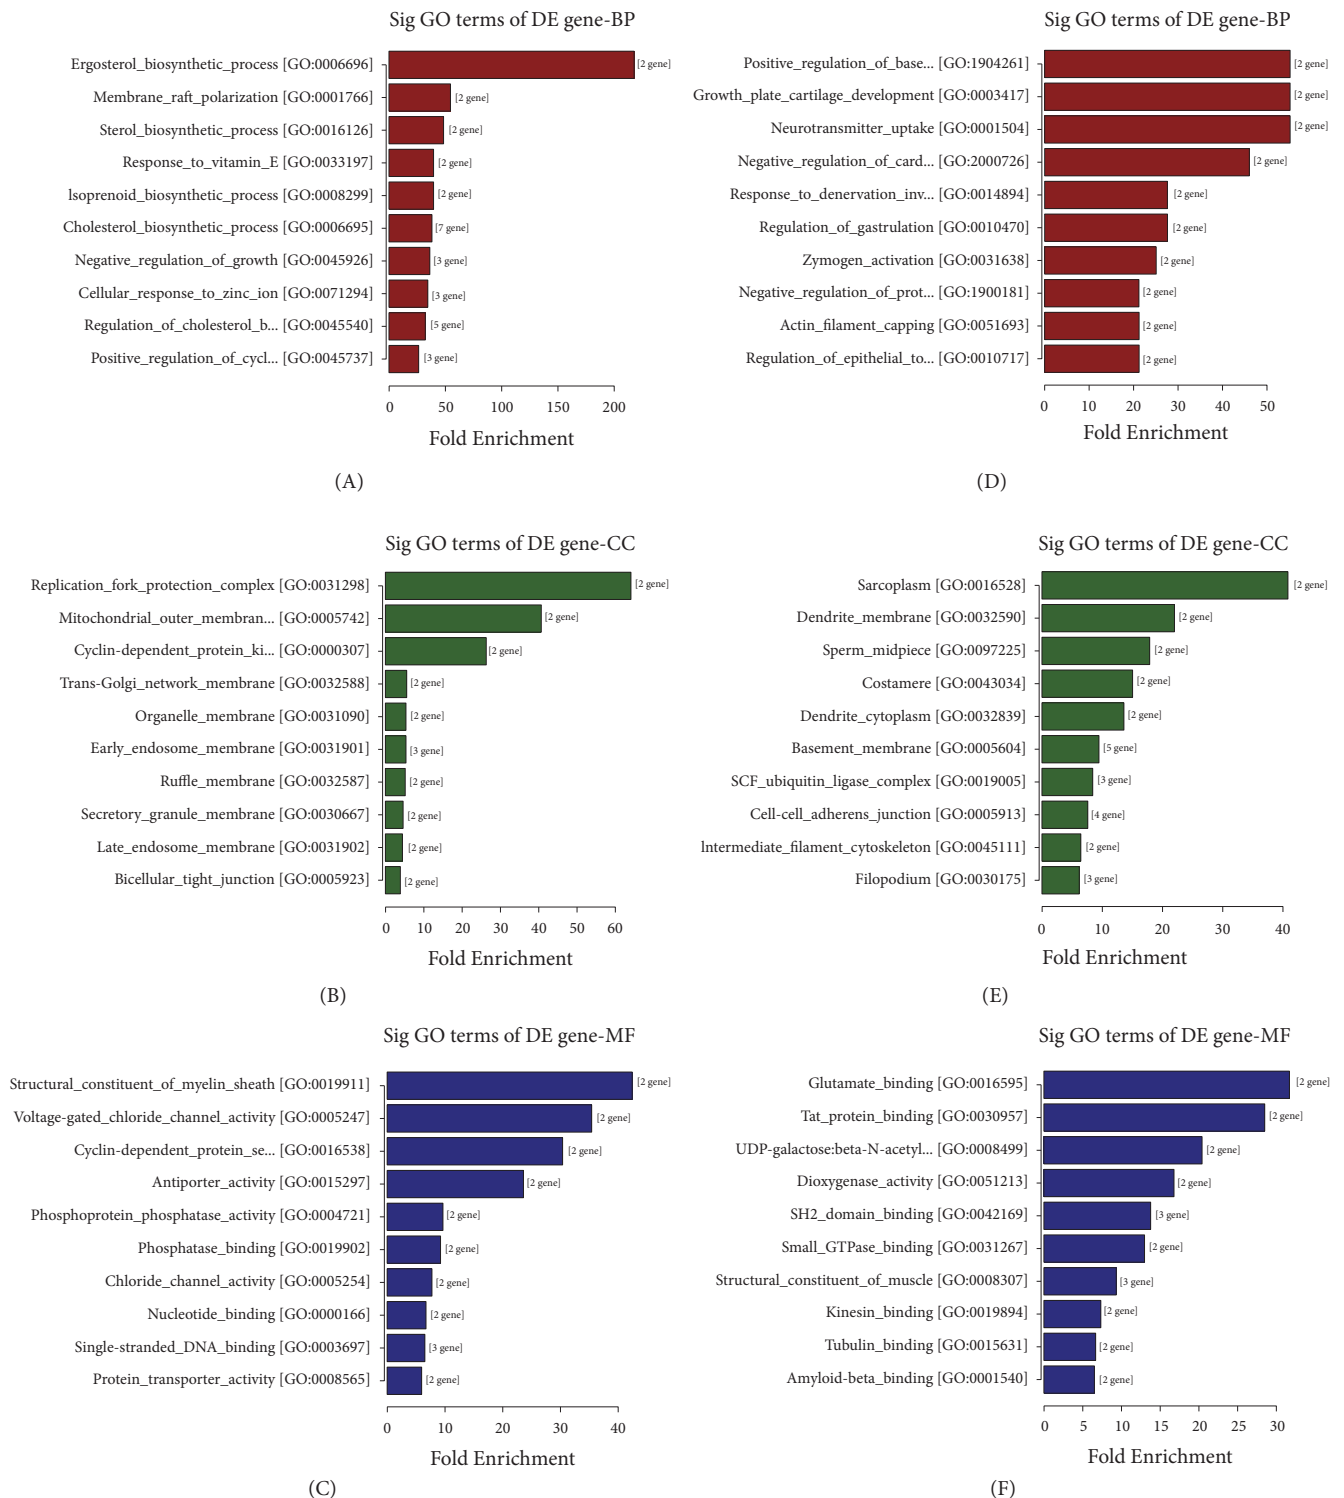 Sig GO terms of DE gene-BP
Ergosterol_biosynthetic_process [GO:0006696] [2 gene]
Membrane_raft_polarization [GO:0001766] [2 gene]
Sterol_biosynthetic_process [GO:0016126] [2 gene]
Response_to_vitamin_E [GO:0033197] [2 gene]
Isoprenoid_biosynthetic_process [GO:0008299] [2 gene]
Cholesterol_biosynthetic_process [GO:0006695] [7 gene]
Negative_regulation_of_growth [GO:0045926] [3 gene]
Cellular_response_to_zinc_ion [GO:0071294] [3 gene]
Regulation_of_cholesterol_b... [GO:0045540] [5 gene]
Positive_regulation_of_cycl... [GO:0045737] [3 gene]
0 50 100 150 200
Fold Enrichment
(A)
Sig GO terms of DE gene-BP
Positive_regulation_of_base... [GO:1904261] [2 gene]
Growth_plate_cartilage_development [GO:0003417] [2 gene]
Neurotransmitter_uptake [GO:0001504] [2 gene]
Negative_regulation_of_card... [GO:2000726] [2 gene]
Response_to_denervation_inv... [GO:0014894] [2 gene]
Regulation_of_gastrulation [GO:0010470] [2 gene]
Zymogen_activation [GO:0031638] [2 gene]
Negative_regulation_of_prot... [GO:1900181] [2 gene]
Actin_filament_capping [GO:0051693] [2 gene]
Regulation_of_epithelial_to... [GO:0010717] [2 gene]
0 10 20 30 40 50
Fold Enrichment
(D)
Sig GO terms of DE gene-CC
Replication_fork_protection_complex [GO:0031298] [2 gene]
Mitochondrial_outer_membran... [GO:0005742] [2 gene]
Cyclin-dependent_protein_ki... [GO:0000307] [2 gene]
Trans-Golgi_network_membrane [GO:0032588] [2 gene]
Organelle_membrane [GO:0031090] [2 gene]
Early_endosome_membrane [GO:0031901] [3 gene]
Ruffle_membrane [GO:0032587] [2 gene]
Secretory_granule_membrane [GO:0030667] [2 gene]
Late_endosome_membrane [GO:0031902] [2 gene]
Bicellular_tight_junction [GO:0005923] [2 gene]
0 10 20 30 40 50 60
Fold Enrichment
(B)
Sig GO terms of DE gene-CC
Sarcoplasm [GO:0016528] [2 gene]
Dendrite_membrane [GO:0032590] [2 gene]
Sperm_midpiece [GO:0097225] [2 gene]
Costamere [GO:0043034] [2 gene]
Dendrite_cytoplasm [GO:0032839] [2 gene]
Basement_membrane [GO:0005604] [5 gene]
SCF_ubiquitin_ligase_complex [GO:0019005] [3 gene]
Cell-cell_adherens_junction [GO:0005913] [4 gene]
Intermediate_filament_cytoskeleton [GO:0045111] [2 gene]
Filopodium [GO:0030175] [3 gene]
0 10 20 30 40
Fold Enrichment
(E)
Sig GO terms of DE gene-MF
Structural_constituent_of_myelin_sheath [GO:0019911] [2 gene]
Voltage-gated_chloride_channel_activity [GO:0005247] [2 gene]
Cyclin-dependent_protein_se... [GO:0016538] [2 gene]
Antiporter_activity [GO:0015297] [2 gene]
Phosphoprotein_phosphatase_activity [GO:0004721] [2 gene]
Phosphatase_binding [GO:0019902] [2 gene]
Chloride_channel_activity [GO:0005254] [2 gene]
Nucleotide_binding [GO:0000166] [2 gene]
Single-stranded_DNA_binding [GO:0003697] [3 gene]
Protein_transporter_activity [GO:0008565] [2 gene]
0 10 20 30 40
Fold Enrichment
(C)
Sig GO terms of DE gene-MF
Glutamate_binding [GO:0016595] [2 gene]
Tat_protein_binding [GO:0030957] [2 gene]
UDP-galactose:beta-N-acetyl... [GO:0008499] [2 gene]
Dioxygenase_activity [GO:0051213] [2 gene]
SH2_domain_binding [GO:0042169] [3 gene]
Small_GTPase_binding [GO:0031267] [2 gene]
Structural_constituent_of_muscle [GO:0008307] [3 gene]
Kinesin_binding [GO:0019894] [2 gene]
Tubulin_binding [GO:0015631] [2 gene]
Amyloid-beta_binding [GO:0001540] [2 gene]
0 5 10 15 20 25 30
Fold Enrichment
(F)